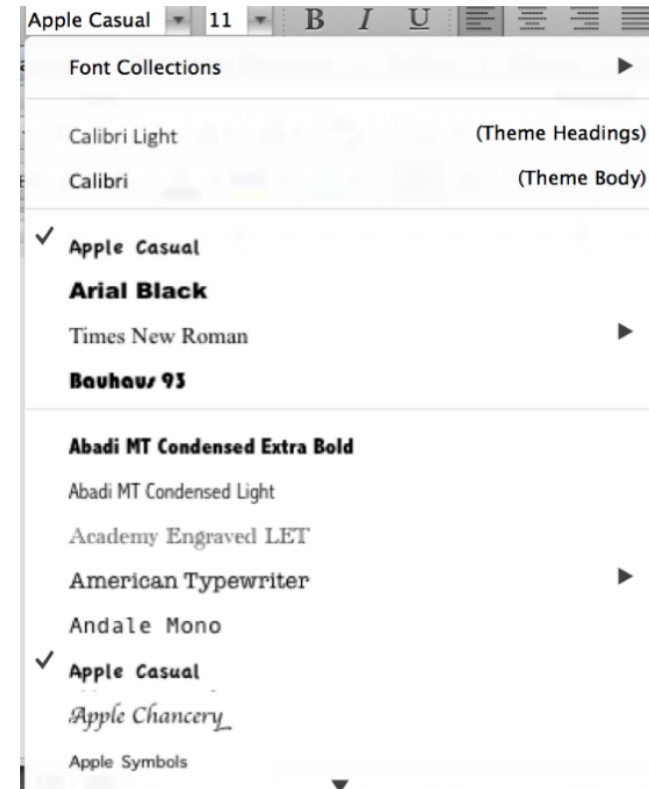 Apple Casual 11 B I U
Font Collections
Calibri Light (Theme Headings)
Calibri (Theme Body)
Apple Casual
Arial Black
Times New Roman
Bauhaus 93
Abadi MT Condensed Extra Bold
Abadi MT Condensed Light
Academy Engraved LET
American Typewriter
Andale Mono
Apple Casual
Apple Chancery
Apple Symbols